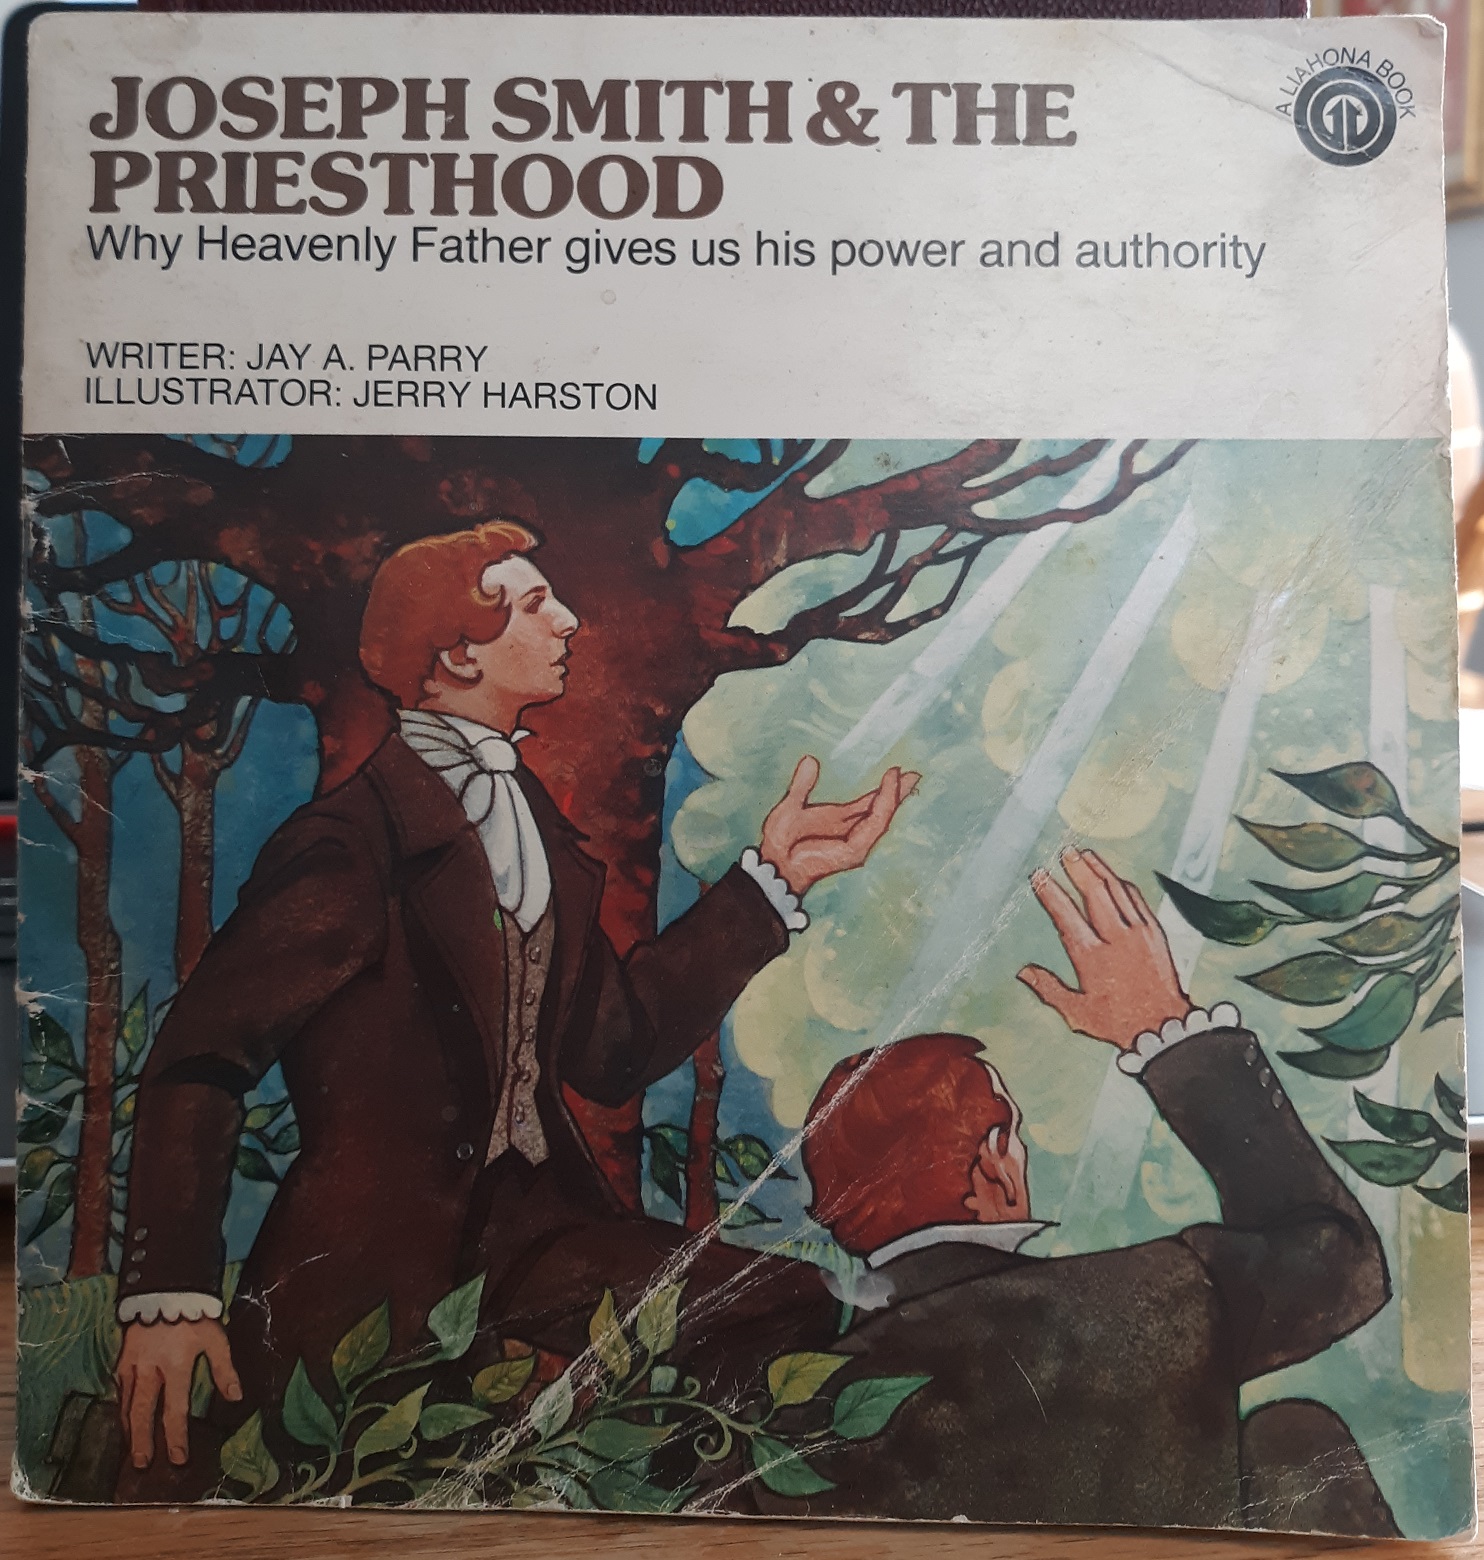 A LIAHONA BOOK
JOSEPH SMITH & THE
PRIESTHOOD
Why Heavenly Father gives us his power and authority
WRITER: JAY A. PARRY
ILLUSTRATOR: JERRY HARSTON